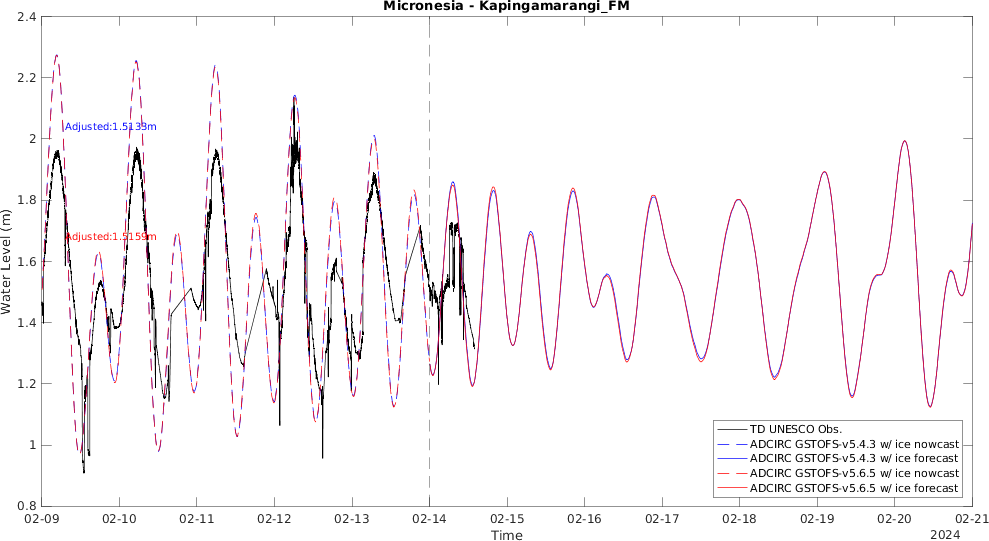 Micronesia - Kapingamarangi_FM
Water Level (m)
2.4
2.2
2
1.8
1.6
1.4
1.2
1
0.8
Adjusted:1.5133m
Adjusted:1.5159m
TD UNESCO Obs.
ADCIRC GSTOFS-v5.4.3 w/ ice nowcast
ADCIRC GSTOFS-v5.4.3 w/ ice forecast
ADCIRC GSTOFS-v5.6.5 w/ ice nowcast
ADCIRC GSTOFS-v5.6.5 w/ ice forecast
02-09 02-10 02-11 02-12 02-13 02-14 02-15 02-16 02-17 02-18 02-19 02-20 02-21
Time
2024